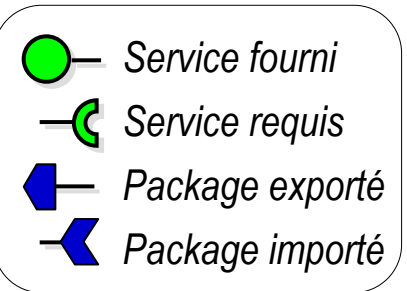 Service fourni
Service requis
Package exporté
Package importé